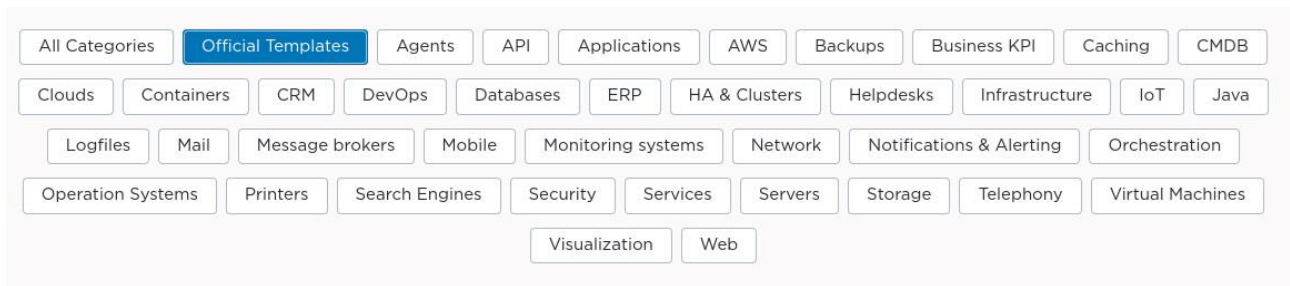 All Categories Official Templates Agents API Applications AWS Backups Business KPI Caching CMDB
Clouds Containers CRM DevOps Databases ERP HA & Clusters Helpdesks Infrastructure IoT Java
Logfiles Mail Message brokers Mobile Monitoring systems Network Notifications & Alerting Orchestration
Operation Systems Printers Search Engines Security Services Servers Storage Telephony Virtual Machines
Visualization Web